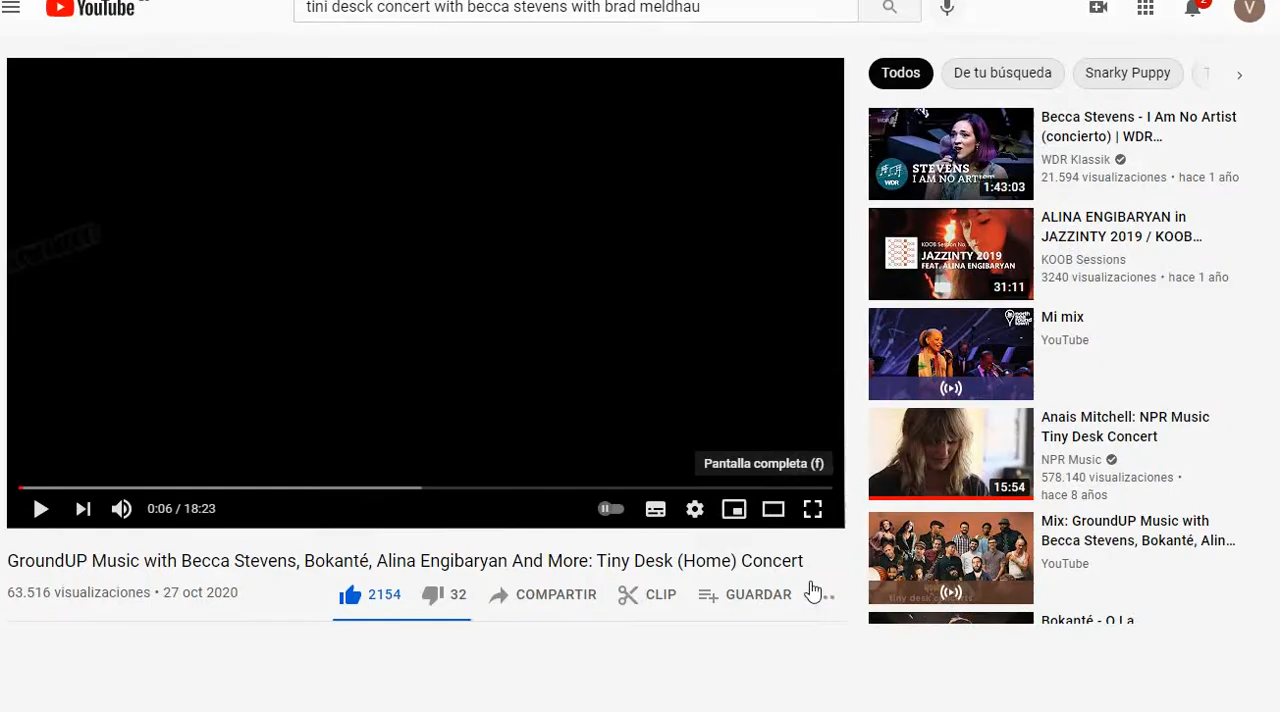 YouTube
tini desck concert with becca stevens with brad meldhau
2
V
Pantalla completa (f)
0:06 / 18:23
GroundUP Music with Becca Stevens, Bokanté, Alina Engibaryan And More: Tiny Desk (Home) Concert
63.516 visualizaciones • 27 oct 2020
2154
32
COMPARTIR
CLIP
GUARDAR
Todos
De tu búsqueda
Snarky Puppy
STEVENS
I AM NO ARTIST
WDR
1:43:03
Becca Stevens - I Am No Artist
(concierto) | WDR...
WDR Klassik
21.594 visualizaciones • hace 1 año
KOOB Session No.
JAZZINTY 2019
FEAT. ALINA ENGIBARYAN
31:11
ALINA ENGIBARYAN in
JAZZINTY 2019 / KOOB...
KOOB Sessions
3240 visualizaciones • hace 1 año
Mi mix
YouTube
15:54
Anais Mitchell: NPR Music
Tiny Desk Concert
NPR Music
578.140 visualizaciones •
hace 8 años
tiny desk concerts
Mix: GroundUP Music with
Becca Stevens, Bokanté, Alin...
YouTube
Bokanté - O La